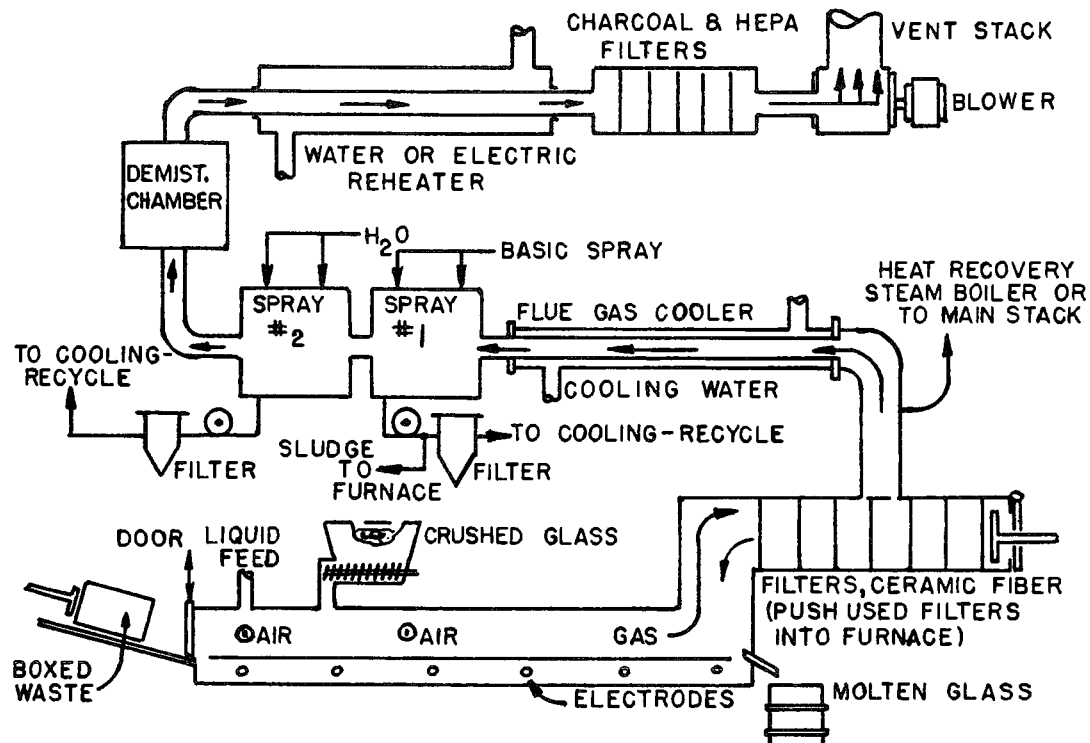 CHARCOAL & HEPA
FILTERS
VENT STACK
BLOWER
WATER OR ELECTRIC
REHEATER
DEMIST.
CHAMBER
H2O
BASIC SPRAY
SPRAY
#2
SPRAY
#1
FLUE GAS COOLER
COOLING WATER
HEAT RECOVERY
STEAM BOILER OR
TO MAIN STACK
TO COOLING-
RECYCLE
FILTER
SLUDGE
TO
FURNACE
FILTER
TO COOLING-RECYCLE
DOOR
LIQUID
FEED
CRUSHED GLASS
AIR
AIR
GAS
FILTERS, CERAMIC FIBER
(PUSH USED FILTERS
INTO FURNACE)
BOXED
WASTE
ELECTRODES
MOLTEN GLASS